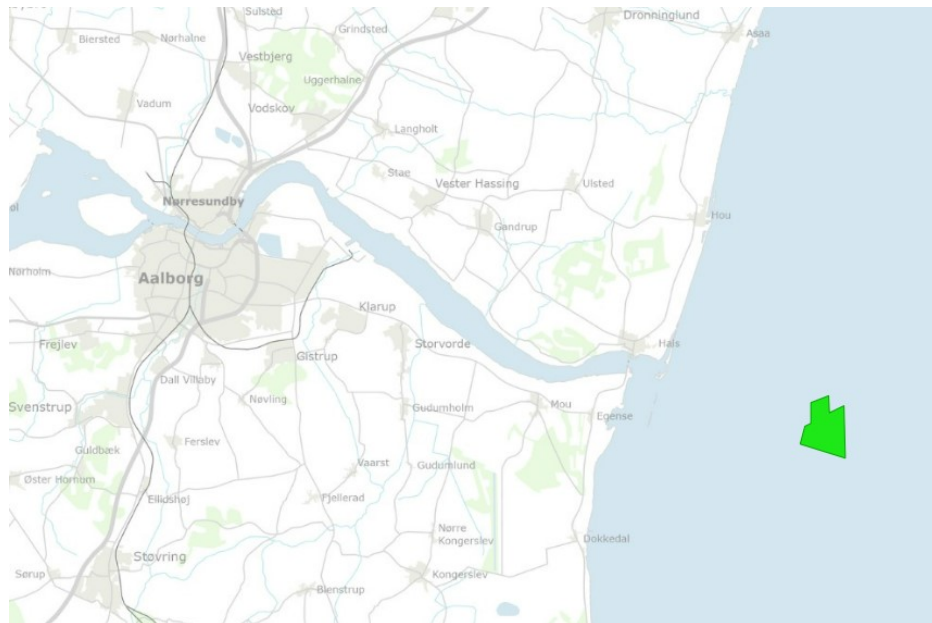 Sulsted
Dronninglund
Grindsted
Asaa
Biersted
Nørhalne
Vestbjerg
Uggerhalne
Vadum
Vodskov
Langholt
Stae
Vester Hassing
Ulsted
Nørresundby
Hou
Gandrup
Nørholm
Aalborg
Klarup
Frejlev
Storvorde
Hals
Gistrup
Dall Villaby
Nøvling
Gudumholm
Mou
Svenstrup
Egense
Ferslev
Guldbæk
Vaarst
Gudumlund
Øster Hornum
Ellidshøj
Fjellerad
Nørre
Kongerslev
Dokkedal
Støvring
Sørup
Kongerslev
Blenstrup